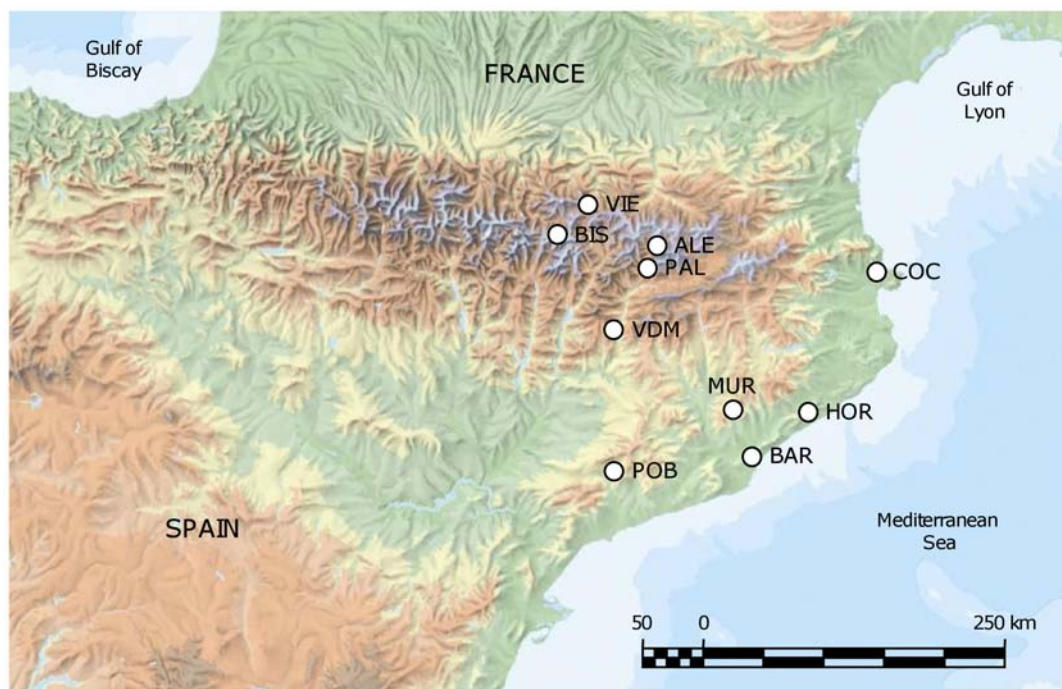 Gulf of
Biscay
FRANCE
Gulf of
Lyon
VIE
BIS
ALE
PAL
COC
VDM
MUR
HOR
BAR
POB
SPAIN
Mediterranean
Sea
50 0 250 km